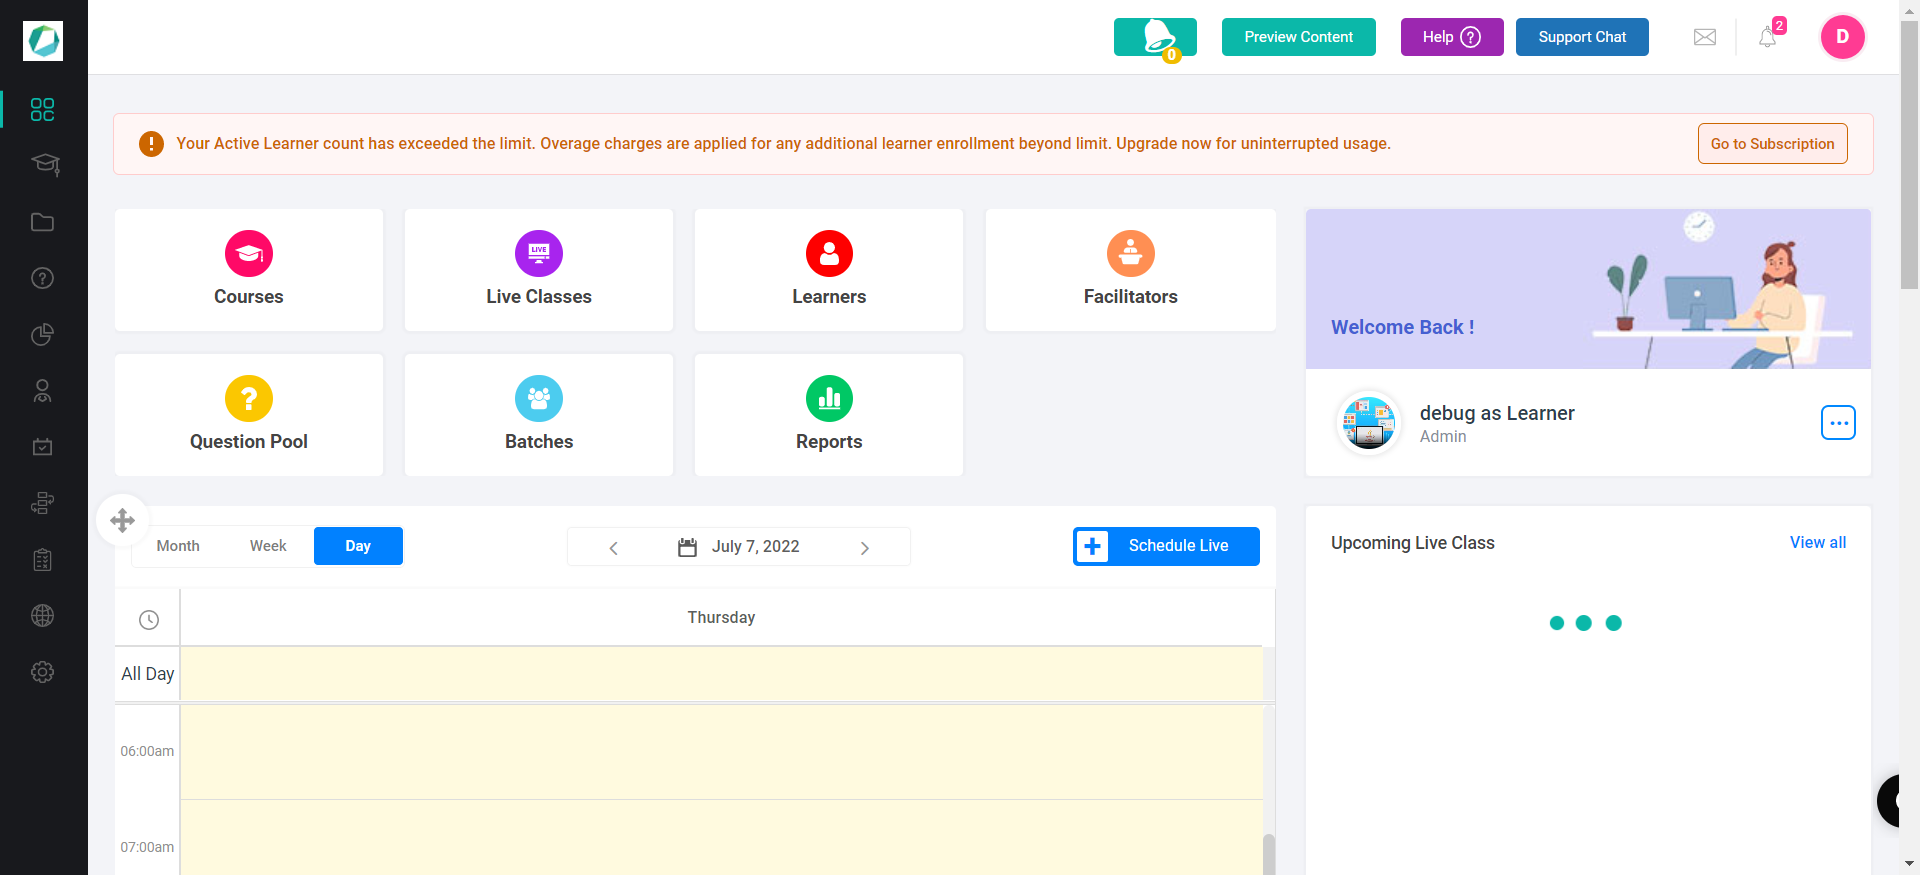 0
Preview Content
Help ?
Support Chat
2
D
Your Active Learner count has exceeded the limit. Overage charges are applied for any additional learner enrollment beyond limit. Upgrade now for uninterrupted usage.
Go to Subscription
Courses
LIVE
Live Classes
Learners
Facilitators
Welcome Back !
Question Pool
Batches
Reports
debug as Learner
Admin
Month
Week
Day
July 7, 2022
Schedule Live
Upcoming Live Class
View all
Thursday
All Day
06:00am
07:00am